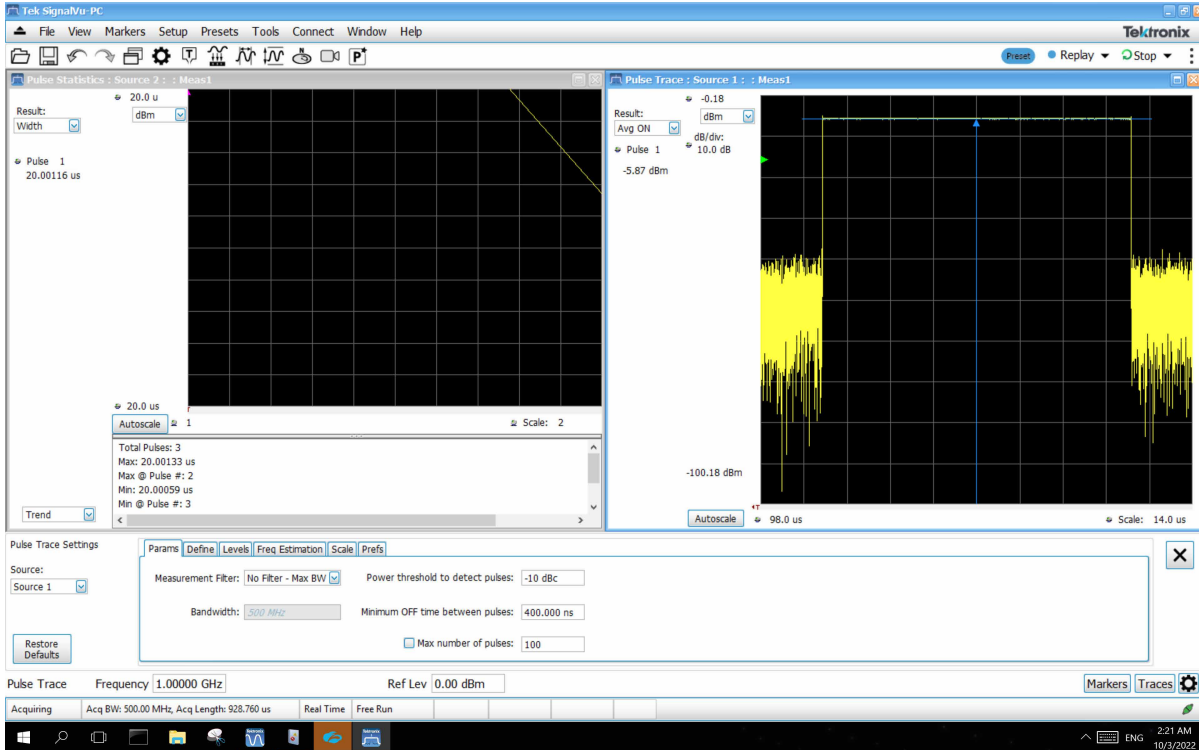 Tek SignalVu-PC
File View Markers Setup Presets Tools Connect Window Help
Tektronix
Preset Replay Stop
Pulse Statistics : Source 2 : : Meas1
20.0 u
Result:
dBm
Width
Pulse 1
20.00116 us
20.0 us
Autoscale 1 Scale: 2
Total Pulses: 3
Max: 20.00133 us
Max @ Pulse #: 2
Min: 20.00059 us
Min @ Pulse #: 3
Trend
Pulse Trace : Source 1 : : Meas1
-0.18
Result:
dBm
Avg ON
dB/div:
Pulse 1
10.0 dB
-5.87 dBm
-100.18 dBm
T
Autoscale 98.0 us Scale: 14.0 us
Pulse Trace Settings
Params Define Levels Freq Estimation Scale Prefs
Source:
Source 1
Measurement Filter: No Filter - Max BW Power threshold to detect pulses: -10 dBc
Bandwidth: 500 MHz Minimum OFF time between pulses: 400.000 ns
Max number of pulses: 100
Restore
Defaults
Pulse Trace Frequency 1.00000 GHz Ref Lev 0.00 dBm Markers Traces
Acquiring Acq BW: 500.00 MHz, Acq Length: 928.760 us Real Time Free Run
ENG 2:21 AM
10/3/2022